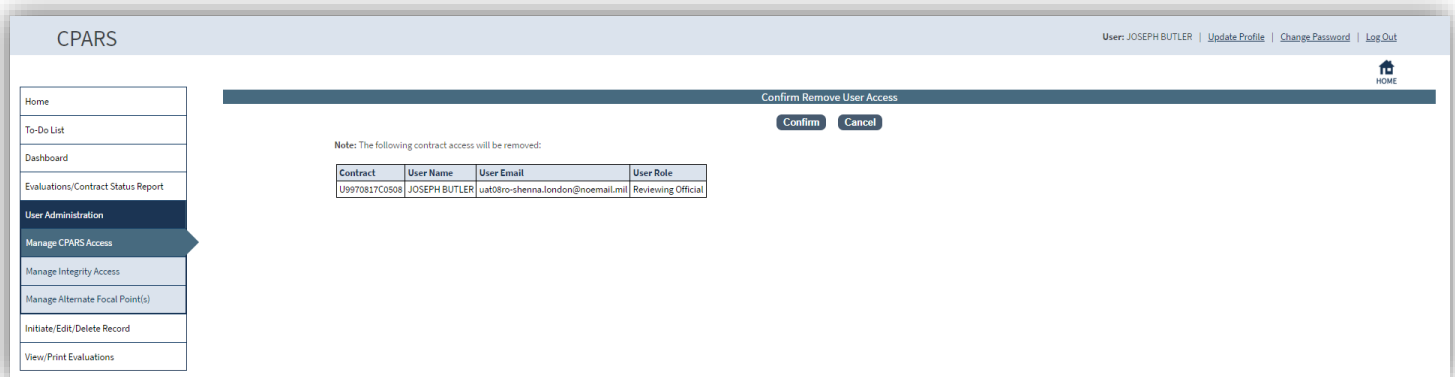 CPARS
User: JOSEPH BUTLER | Update Profile | Change Password | Log Out
HOME
Home
To-Do List
Dashboard
Evaluations/Contract Status Report
User Administration
Manage CPARS Access
Manage Integrity Access
Manage Alternate Focal Point(s)
Initiate/Edit/Delete Record
View/Print Evaluations
Confirm Remove User Access
Confirm Cancel
Note: The following contract access will be removed:
Contract User Name User Email User Role
U9970817C0508 JOSEPH BUTLER uat08ro-shenna.london@noemail.mil Reviewing Official